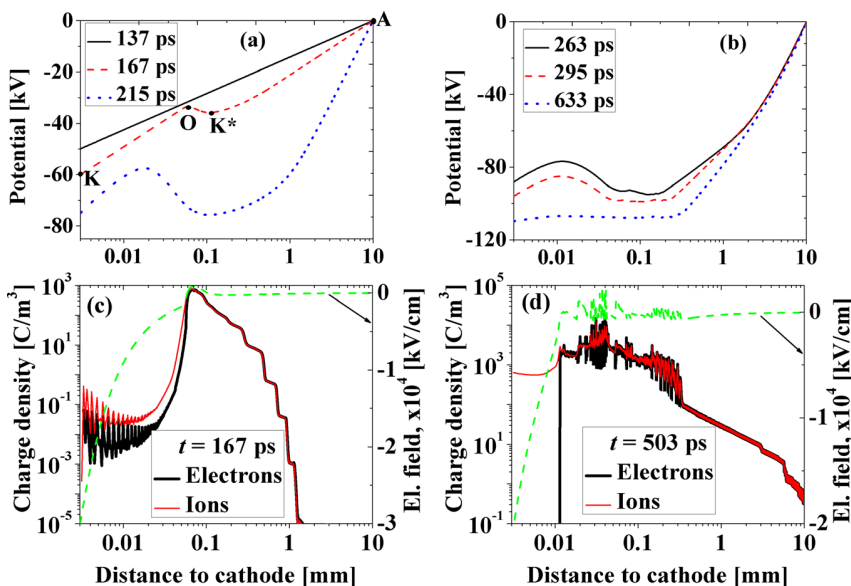 (a)
137 ps
167 ps
215 ps
A
O
K*
K
0
-20
-40
-60
-80
Potential [kV]
0.01 0.1 1 10
(b)
263 ps
295 ps
633 ps
0
-40
-80
-120
Potential [kV]
0.01 0.1 1 10
(c)
t = 167 ps
Electrons
Ions
10³
10¹
10⁻¹
10⁻³
10⁻⁵
Charge density [C/m³]
0
-1
-2
-3
El. field, x10⁴ [kV/cm]
0.01 0.1 1 10
Distance to cathode [mm]
(d)
t = 503 ps
Electrons
Ions
10⁵
10³
10¹
10⁻¹
Charge density [C/m³]
0
-1
-2
El. field, x10⁴ [kV/cm]
0.01 0.1 1 10
Distance to cathode [mm]